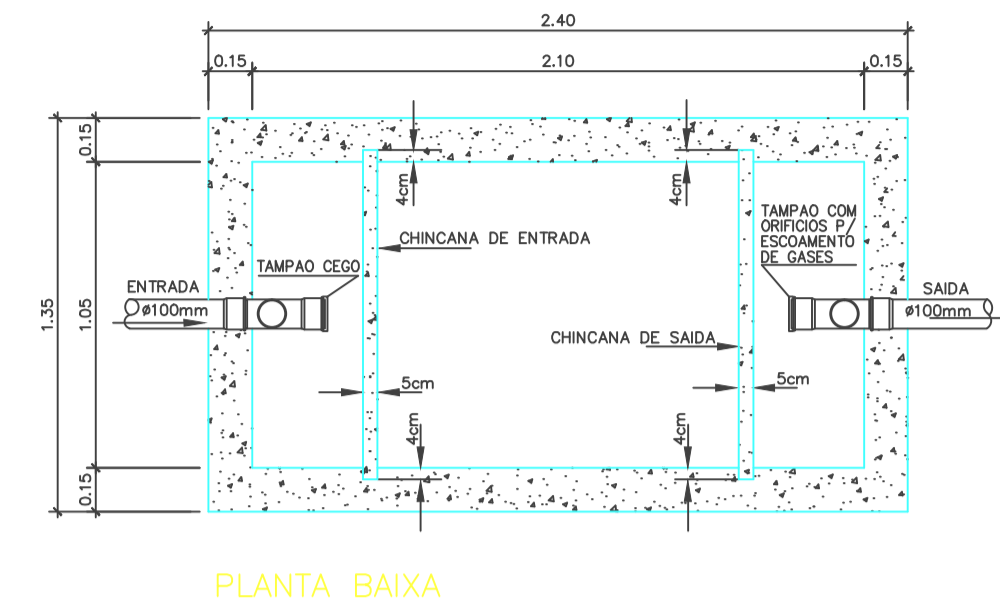 2.40
0.15
2.10
0.15
0.15
4cm
4cm
CHINCANA DE ENTRADA
TAMPAO COM
ORIFICIOS P/
ESCOAMENTO
DE GASES
TAMPAO CEGO
ENTRADA
ø100mm
SAIDA
ø100mm
1.35
1.05
CHINCANA DE SAIDA
5cm
5cm
4cm
4cm
0.15
PLANTA BAIXA